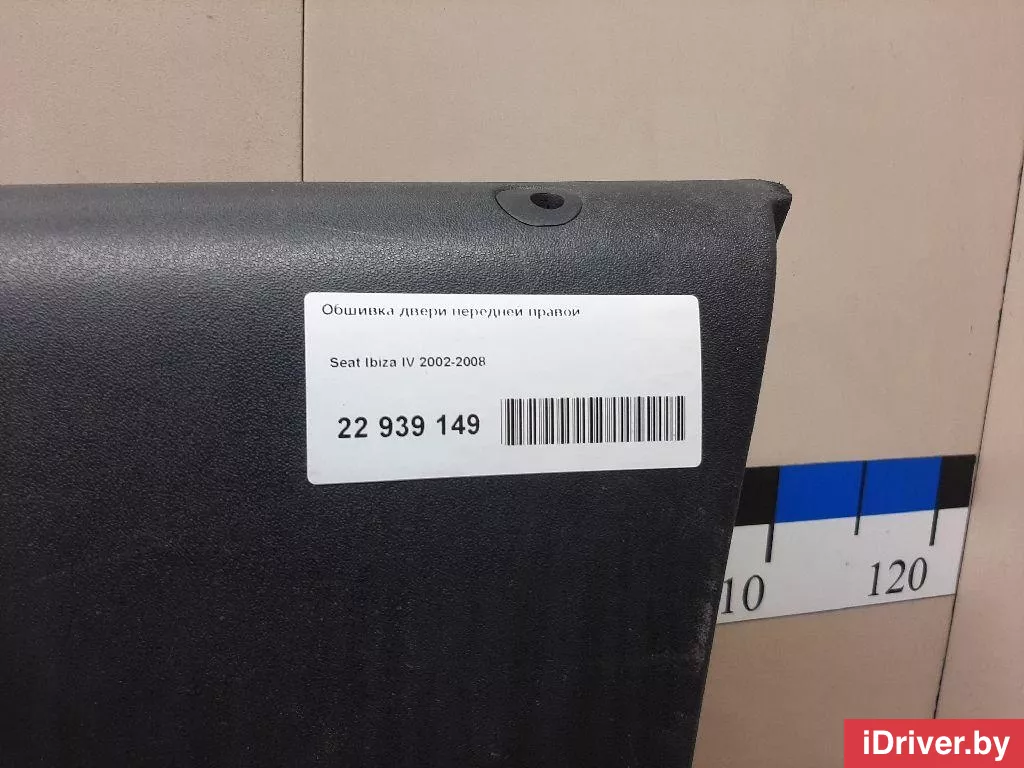 Обшивка двери передней правой
Seat Ibiza IV 2002-2008
22 939 149
10
120
iDriver.by